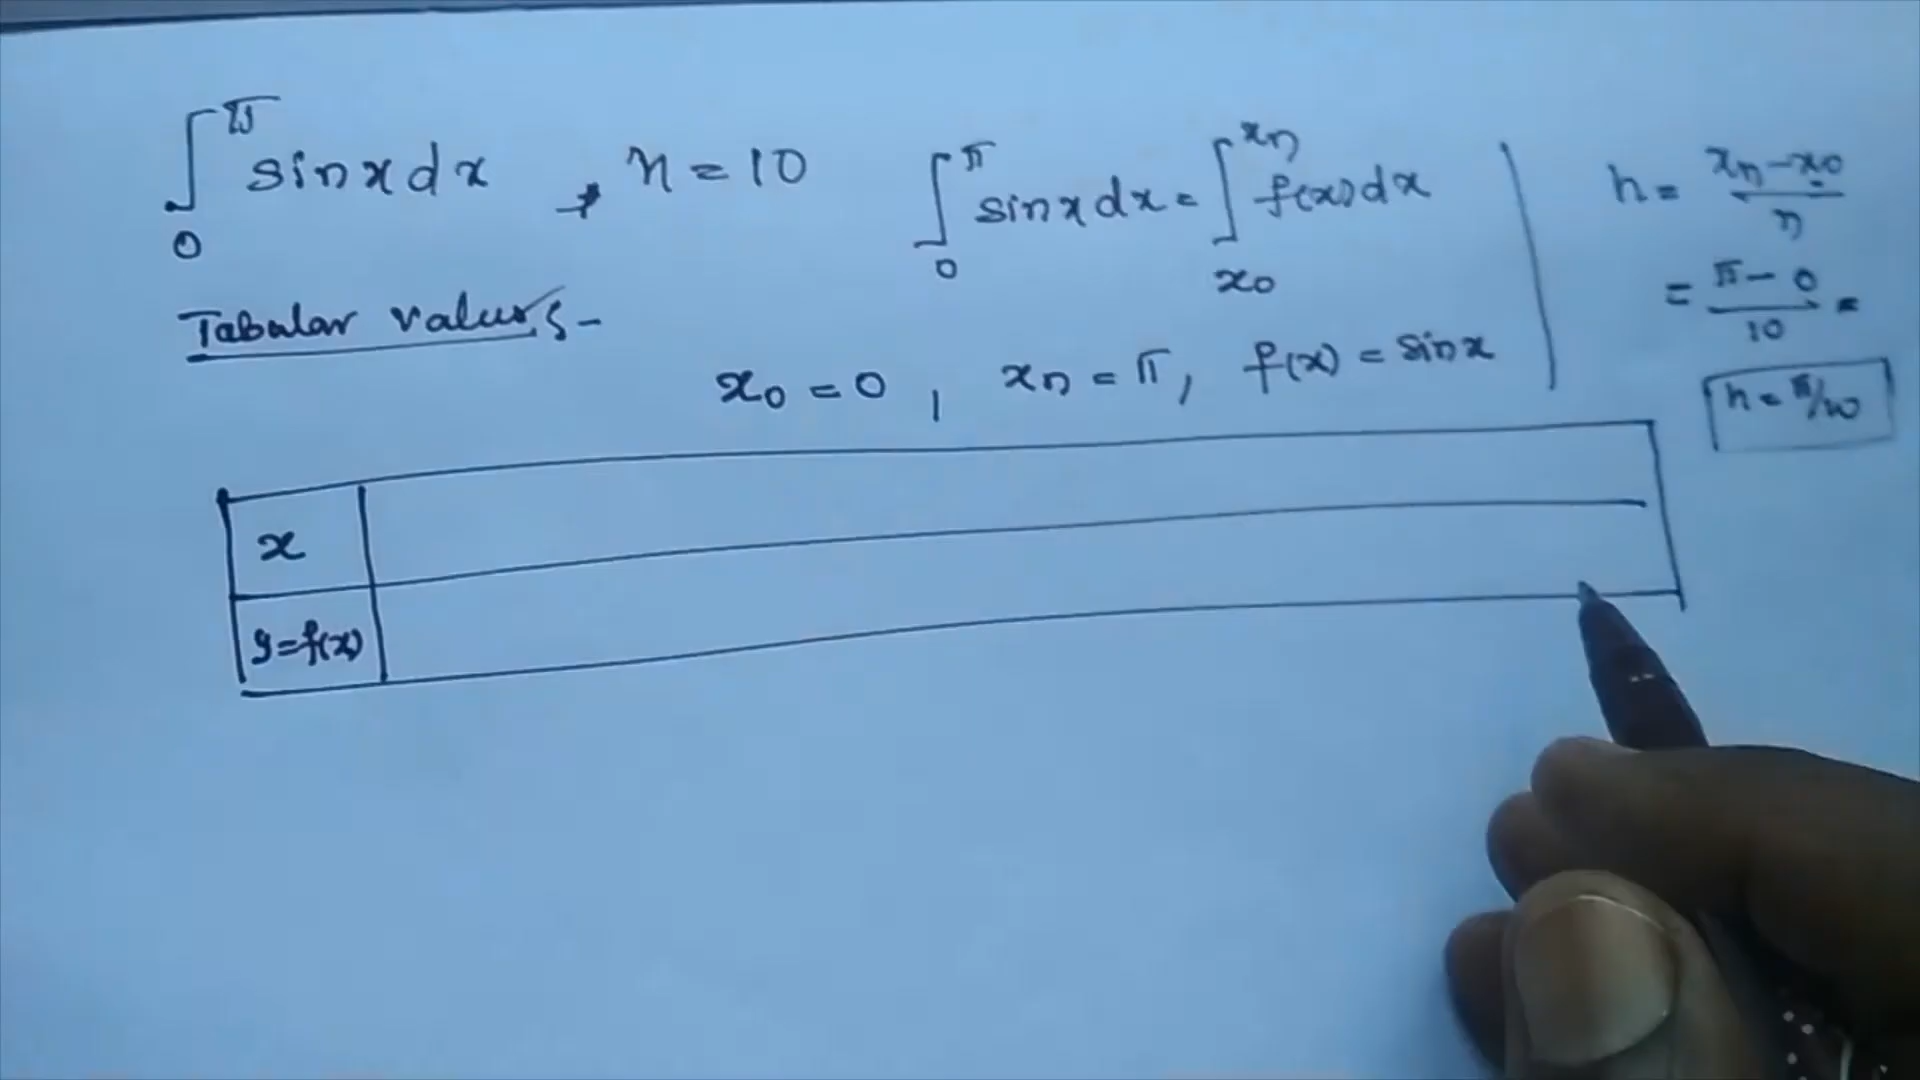 ∫₀^π sin x dx , n = 10
∫₀^π sin x dx = ∫_{x₀}^{xₙ} f(x) dx
h = (xₙ - x₀)/n
= (π - 0)/10 =
h = π/10
Tabular values :-
x₀ = 0 , xₙ = π, f(x) = sin x
x
y = f(x)